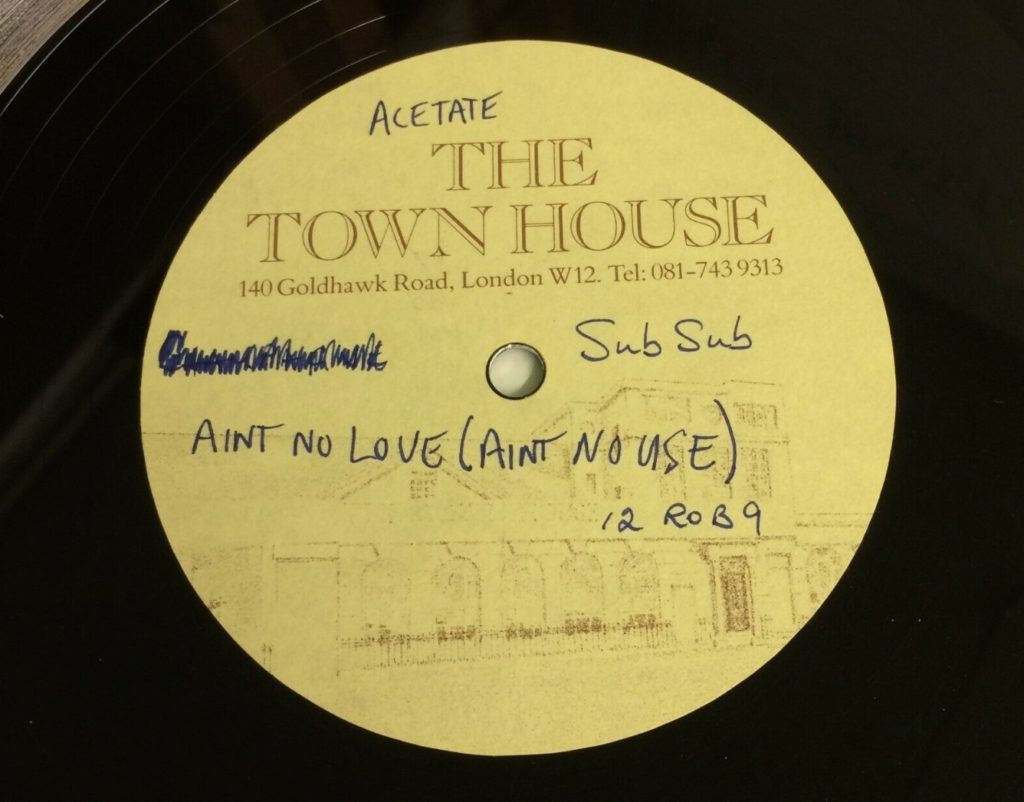 ACETATE
THE
TOWN HOUSE
140 Goldhawk Road, London W12. Tel: 081-743 9313
Sub Sub
AINT NO LOVE (AINT NO USE)
12 ROB 9